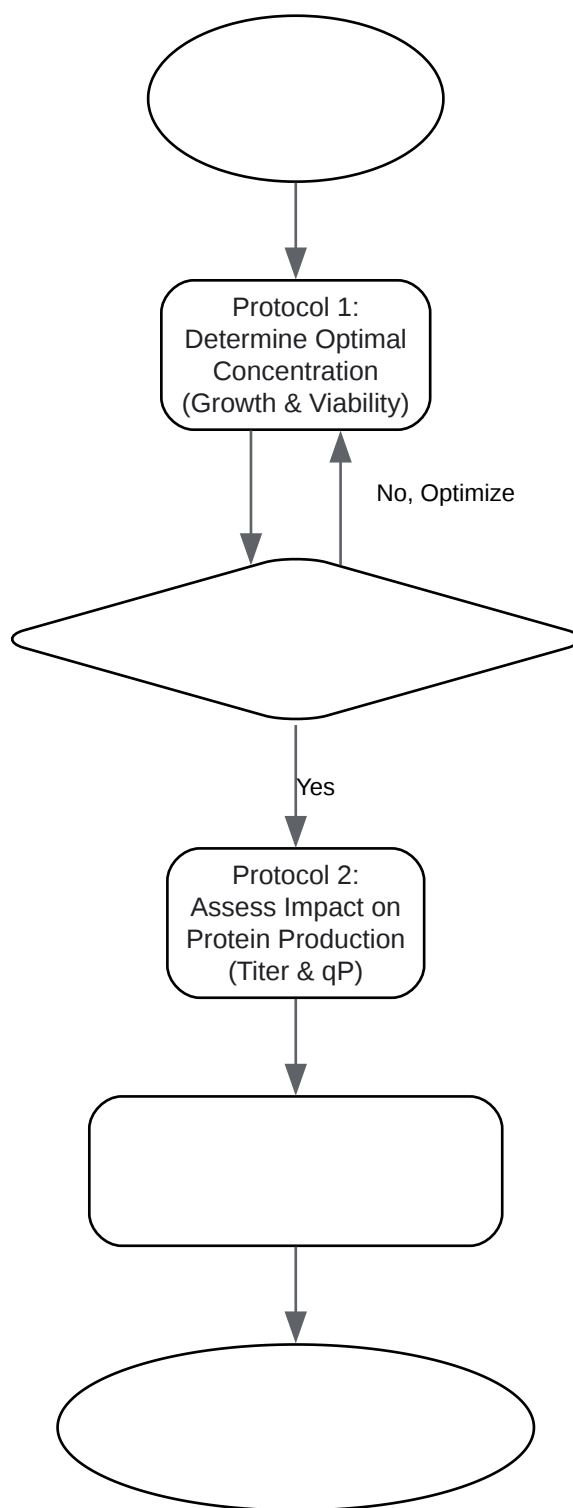 Protocol 1:
Determine Optimal
Concentration
(Growth & Viability)
No, Optimize
Yes
Protocol 2:
Assess Impact on
Protein Production
(Titer & qP)